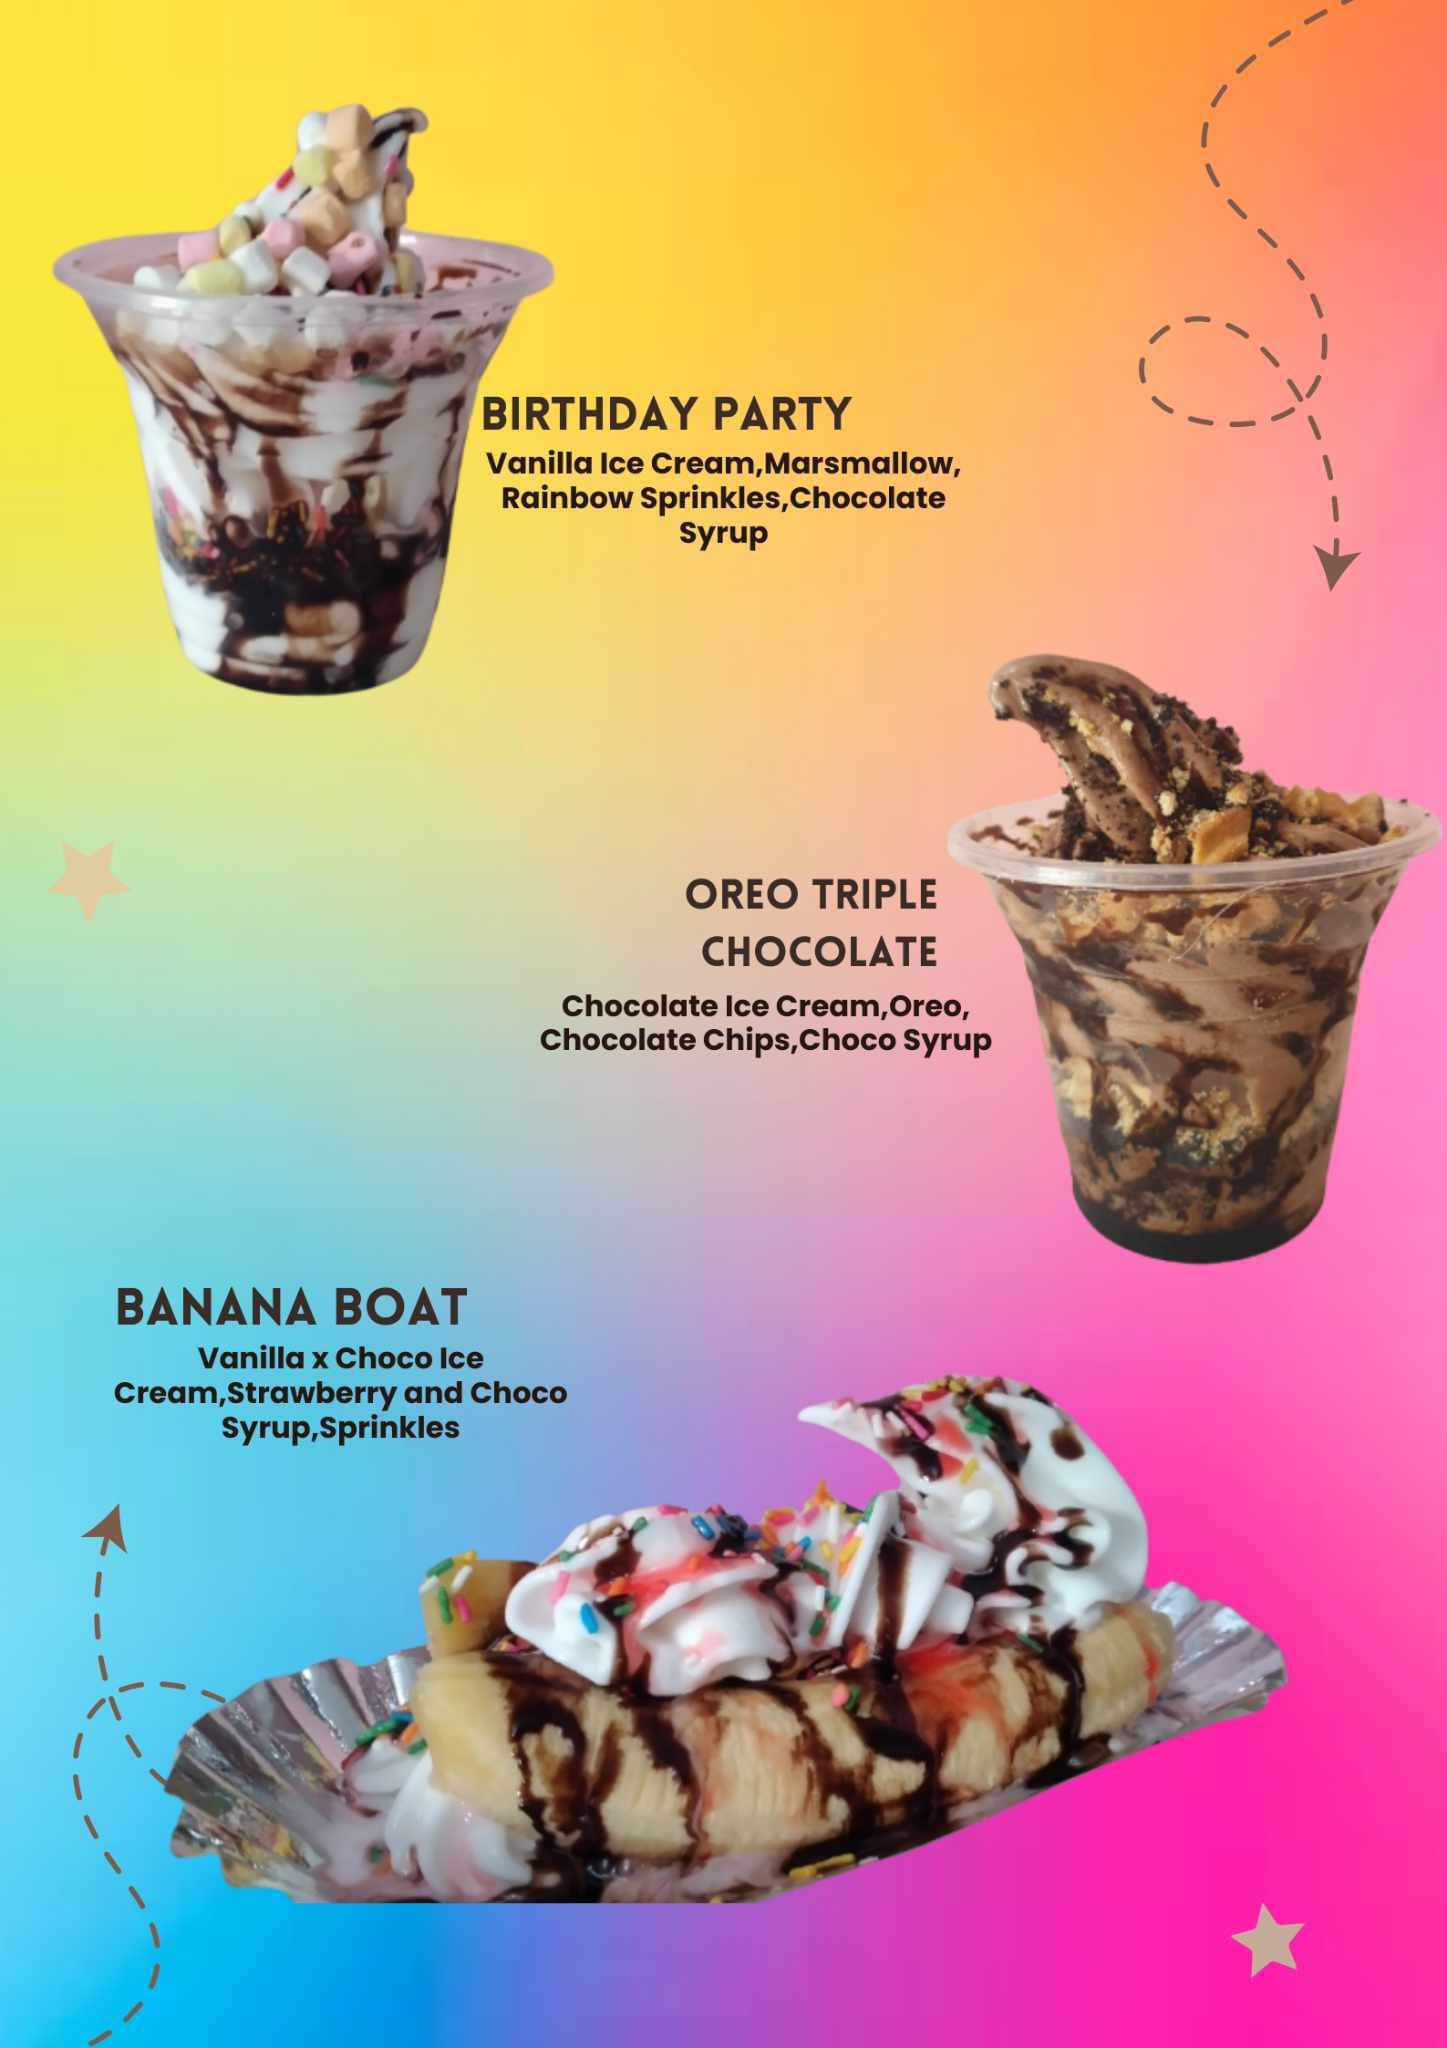 BIRTHDAY PARTY
Vanilla Ice Cream,Marsmallow,
Rainbow Sprinkles,Chocolate
Syrup
OREO TRIPLE
CHOCOLATE
Chocolate Ice Cream,Oreo,
Chocolate Chips,Choco Syrup
BANANA BOAT
Vanilla x Choco Ice
Cream,Strawberry and Choco
Syrup,Sprinkles